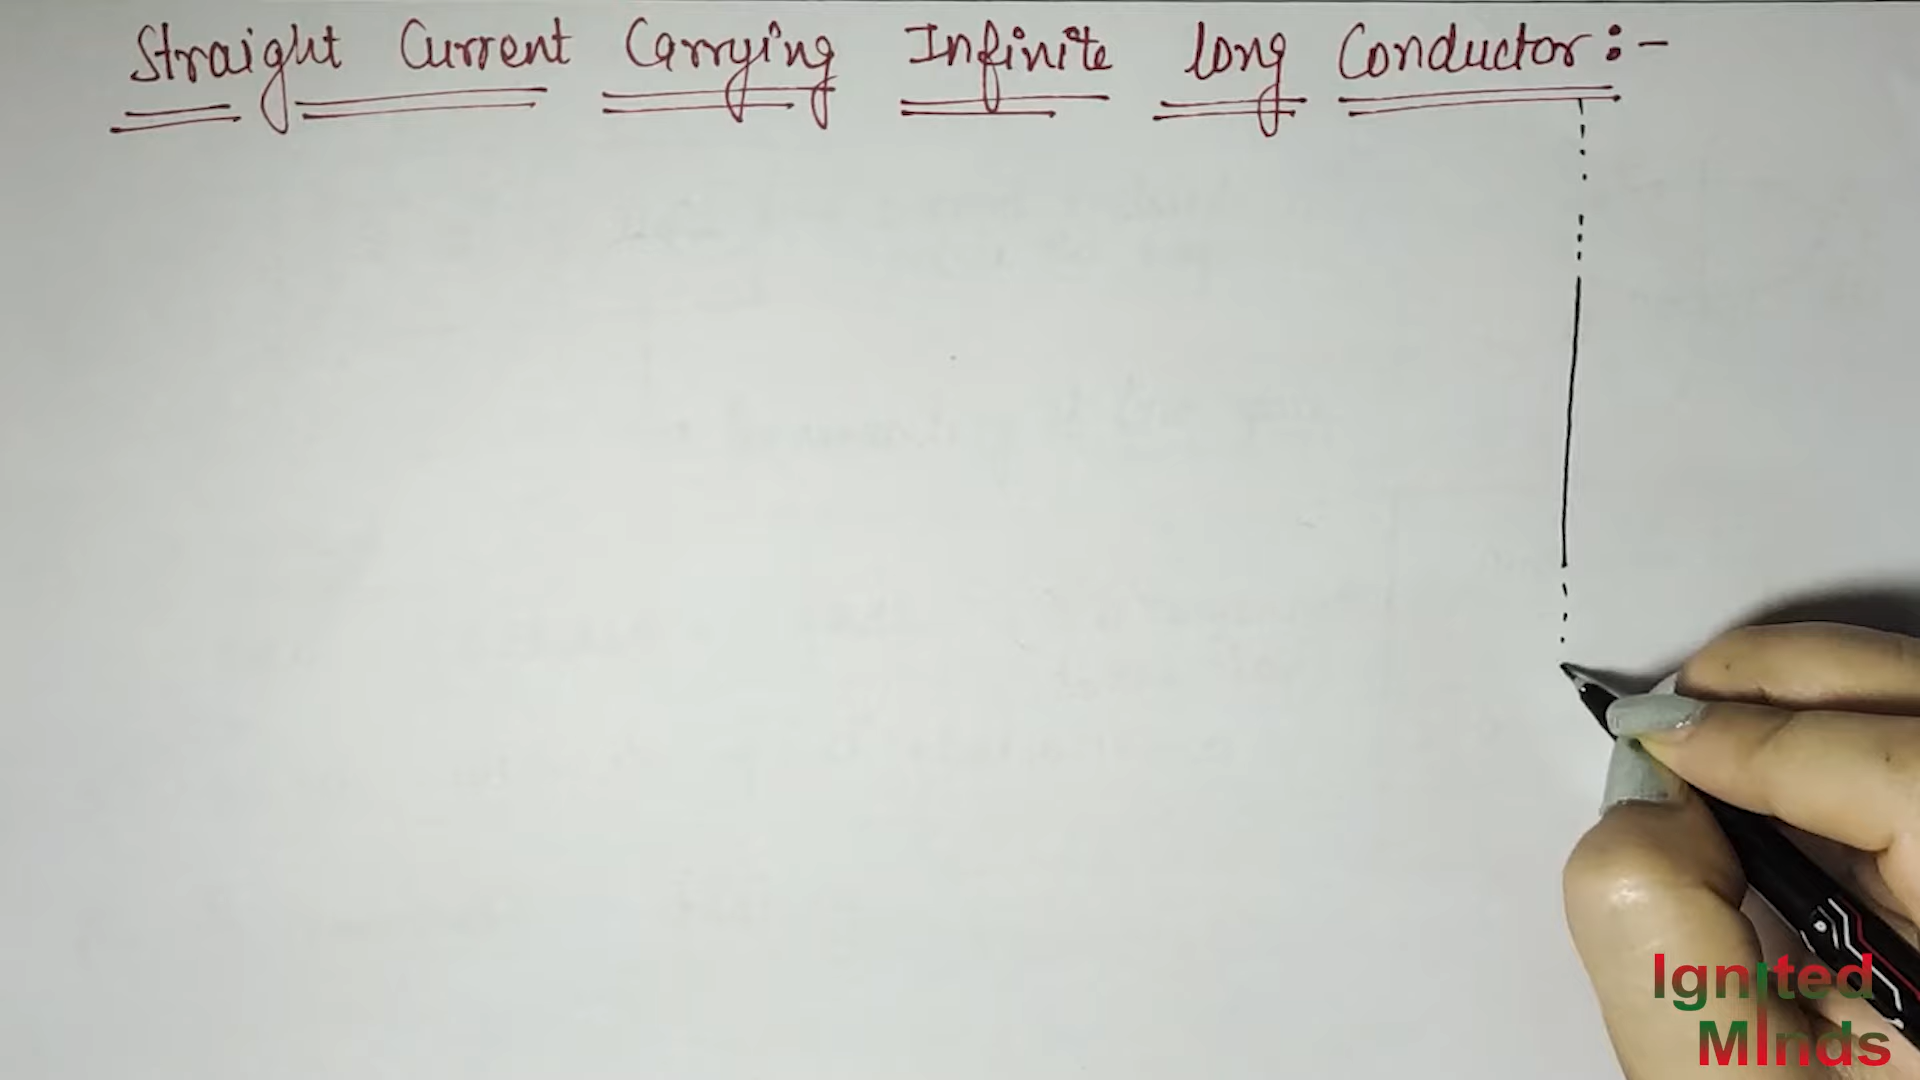 Straight Current Carrying Infinite long Conductor:-
Ignited
MInds